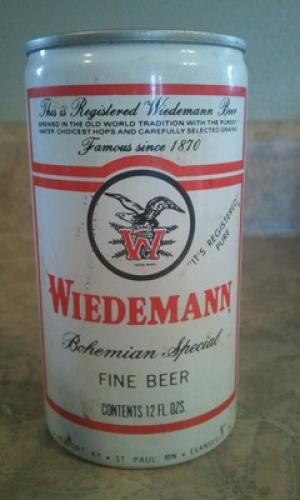 This is Registered Wiedemann Beer
BREWED IN THE OLD WORLD TRADITION WITH THE PUREST
WATER, CHOICEST HOPS AND CAREFULLY SELECTED GRAINS
Famous since 1870
W
"IT'S REGISTERED
PURE
WIEDEMANN
Bohemian Special
FINE BEER
CONTENTS 12 FL. OZS.
KY • ST PAUL, MN •